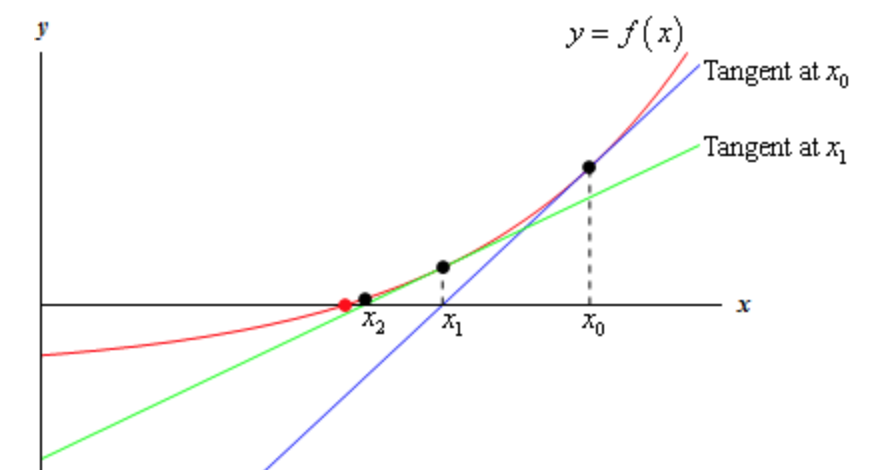 y
y = f(x)
Tangent at x₀
Tangent at x₁
x
x₂
x₁
x₀